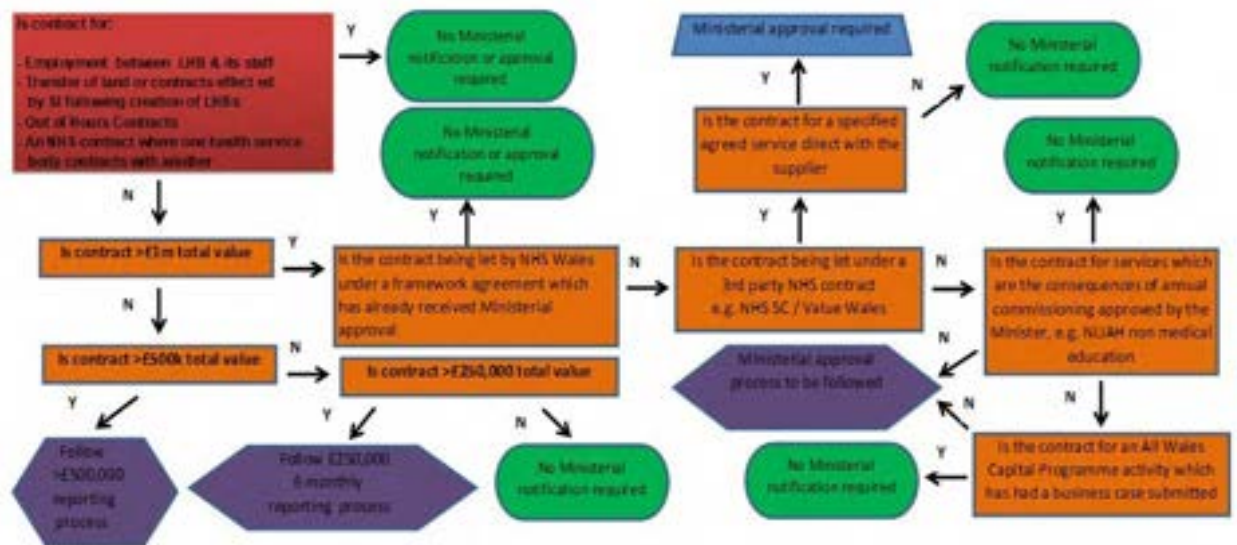 Is contract for:
- Employment between LHB & its staff
- Transfer of land or contracts effect ed
by SI following creation of LHBs
- Out of Hours Contracts
- An NHS contract where one health service
body contracts with another
Y
No Ministerial
notification or approval
required
N
No Ministerial
notification or approval
required
Y
Is contract >£1m total value
Y
Is the contract being let by NHS Wales
under a framework agreement which
has already received Ministerial
approval
N
N
Is contract >£500k total value
N
Is contract >£250,000 total value
Y
Follow
>£500,000
reporting
process
Y
Follow £250,000
6 monthly
reporting process
N
No Ministerial
notification required
Ministerial approval required
Y
N
No Ministerial
notification required
Is the contract for a specified
agreed service direct with the
supplier
Y
Is the contract being let under a
3rd party NHS contract
e.g. NHS SC / Value Wales
N
No Ministerial
notification required
Y
Is the contract for services which
are the consequences of annual
commissioning approved by the
Minister, e.g. NLIAH non medical
education
N
Ministerial approval
process to be followed
N
N
Is the contract for an All Wales
Capital Programme activity which
has had a business case submitted
Y
No Ministerial
notification required